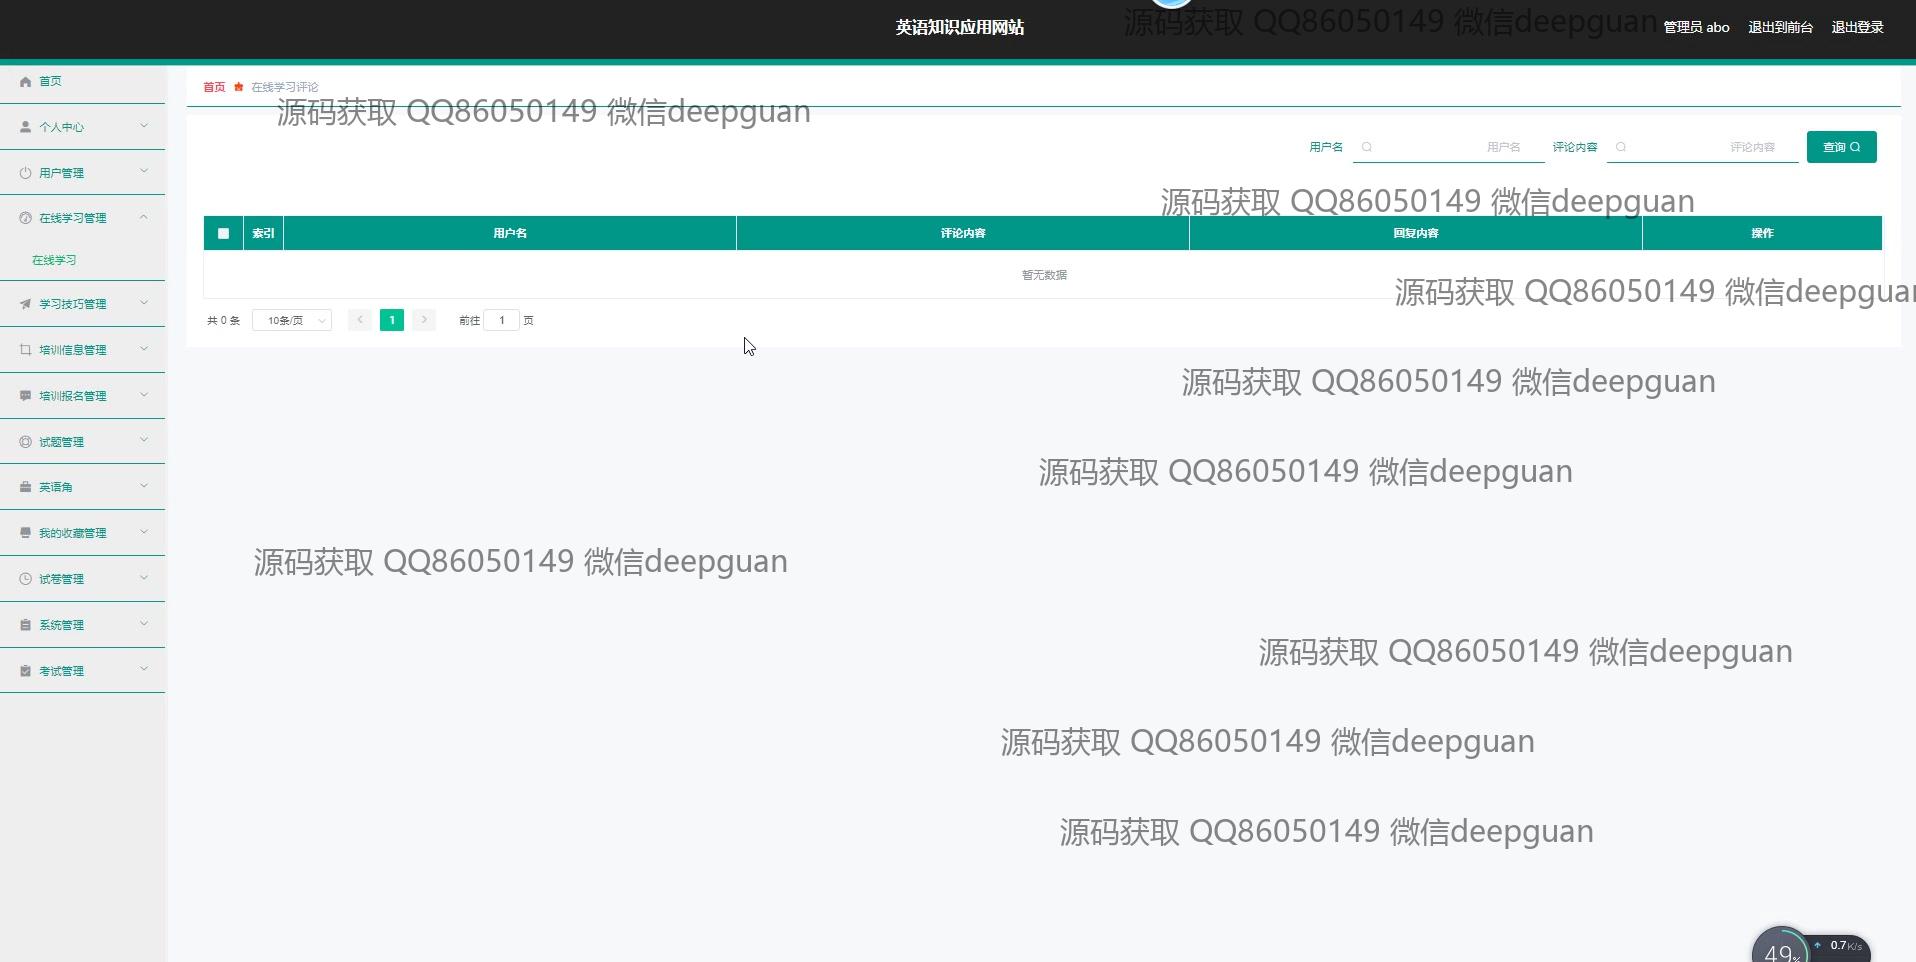 英语知识应用网站
源码获取 QQ86050149 微信deepguan
管理员 abo 退出到前台 退出登录
首页
首页 在线学习评论
源码获取 QQ86050149 微信deepguan
个人中心
用户名 用户名 评论内容 评论内容 查询
用户管理
源码获取 QQ86050149 微信deepguan
在线学习管理
索引 用户名 评论内容 回复内容 操作
在线学习
暂无数据
源码获取 QQ86050149 微信deepguan
学习技巧管理
共 0 条 10条/页 1 前往 1 页
培训信息管理
源码获取 QQ86050149 微信deepguan
培训报名管理
试题管理
源码获取 QQ86050149 微信deepguan
英语角
我的收藏管理
源码获取 QQ86050149 微信deepguan
试卷管理
系统管理
源码获取 QQ86050149 微信deepguan
考试管理
源码获取 QQ86050149 微信deepguan
源码获取 QQ86050149 微信deepguan
49% 0.7K/s